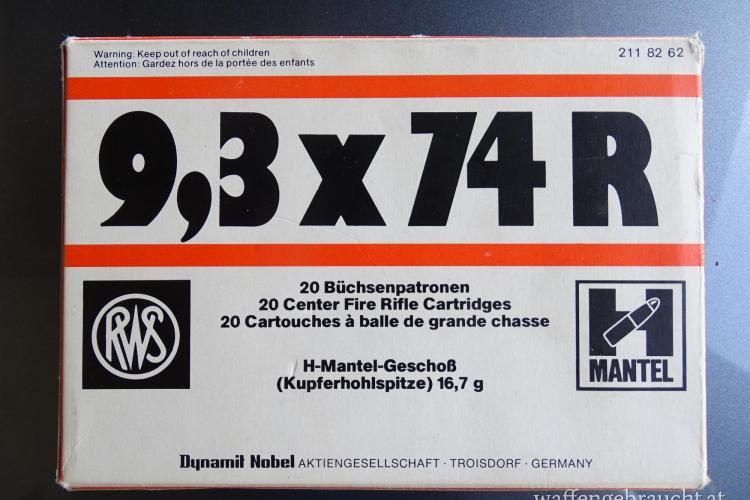 Warning: Keep out of reach of children
Attention: Gardez hors de la portée des enfants
211 82 62
9,3 x 74 R
20 Büchsenpatronen
20 Center Fire Rifle Cartridges
20 Cartouches à balle de grande chasse
RWS
H
MANTEL
H-Mantel-Geschoß
(Kupferhohlspitze) 16,7 g
Dynamit Nobel AKTIENGESELLSCHAFT · TROISDORF · GERMANY
waffengebraucht.at